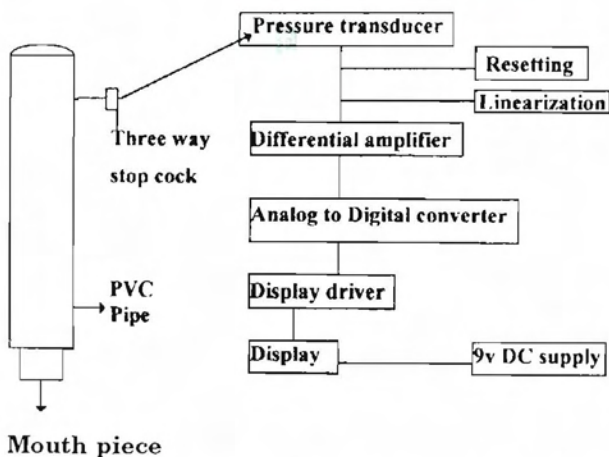 Pressure transducer
Resetting
Linearization
Three way
stop cock
Differential amplifier
Analog to Digital converter
PVC
Pipe
Display driver
Display
9v DC supply
Mouth piece